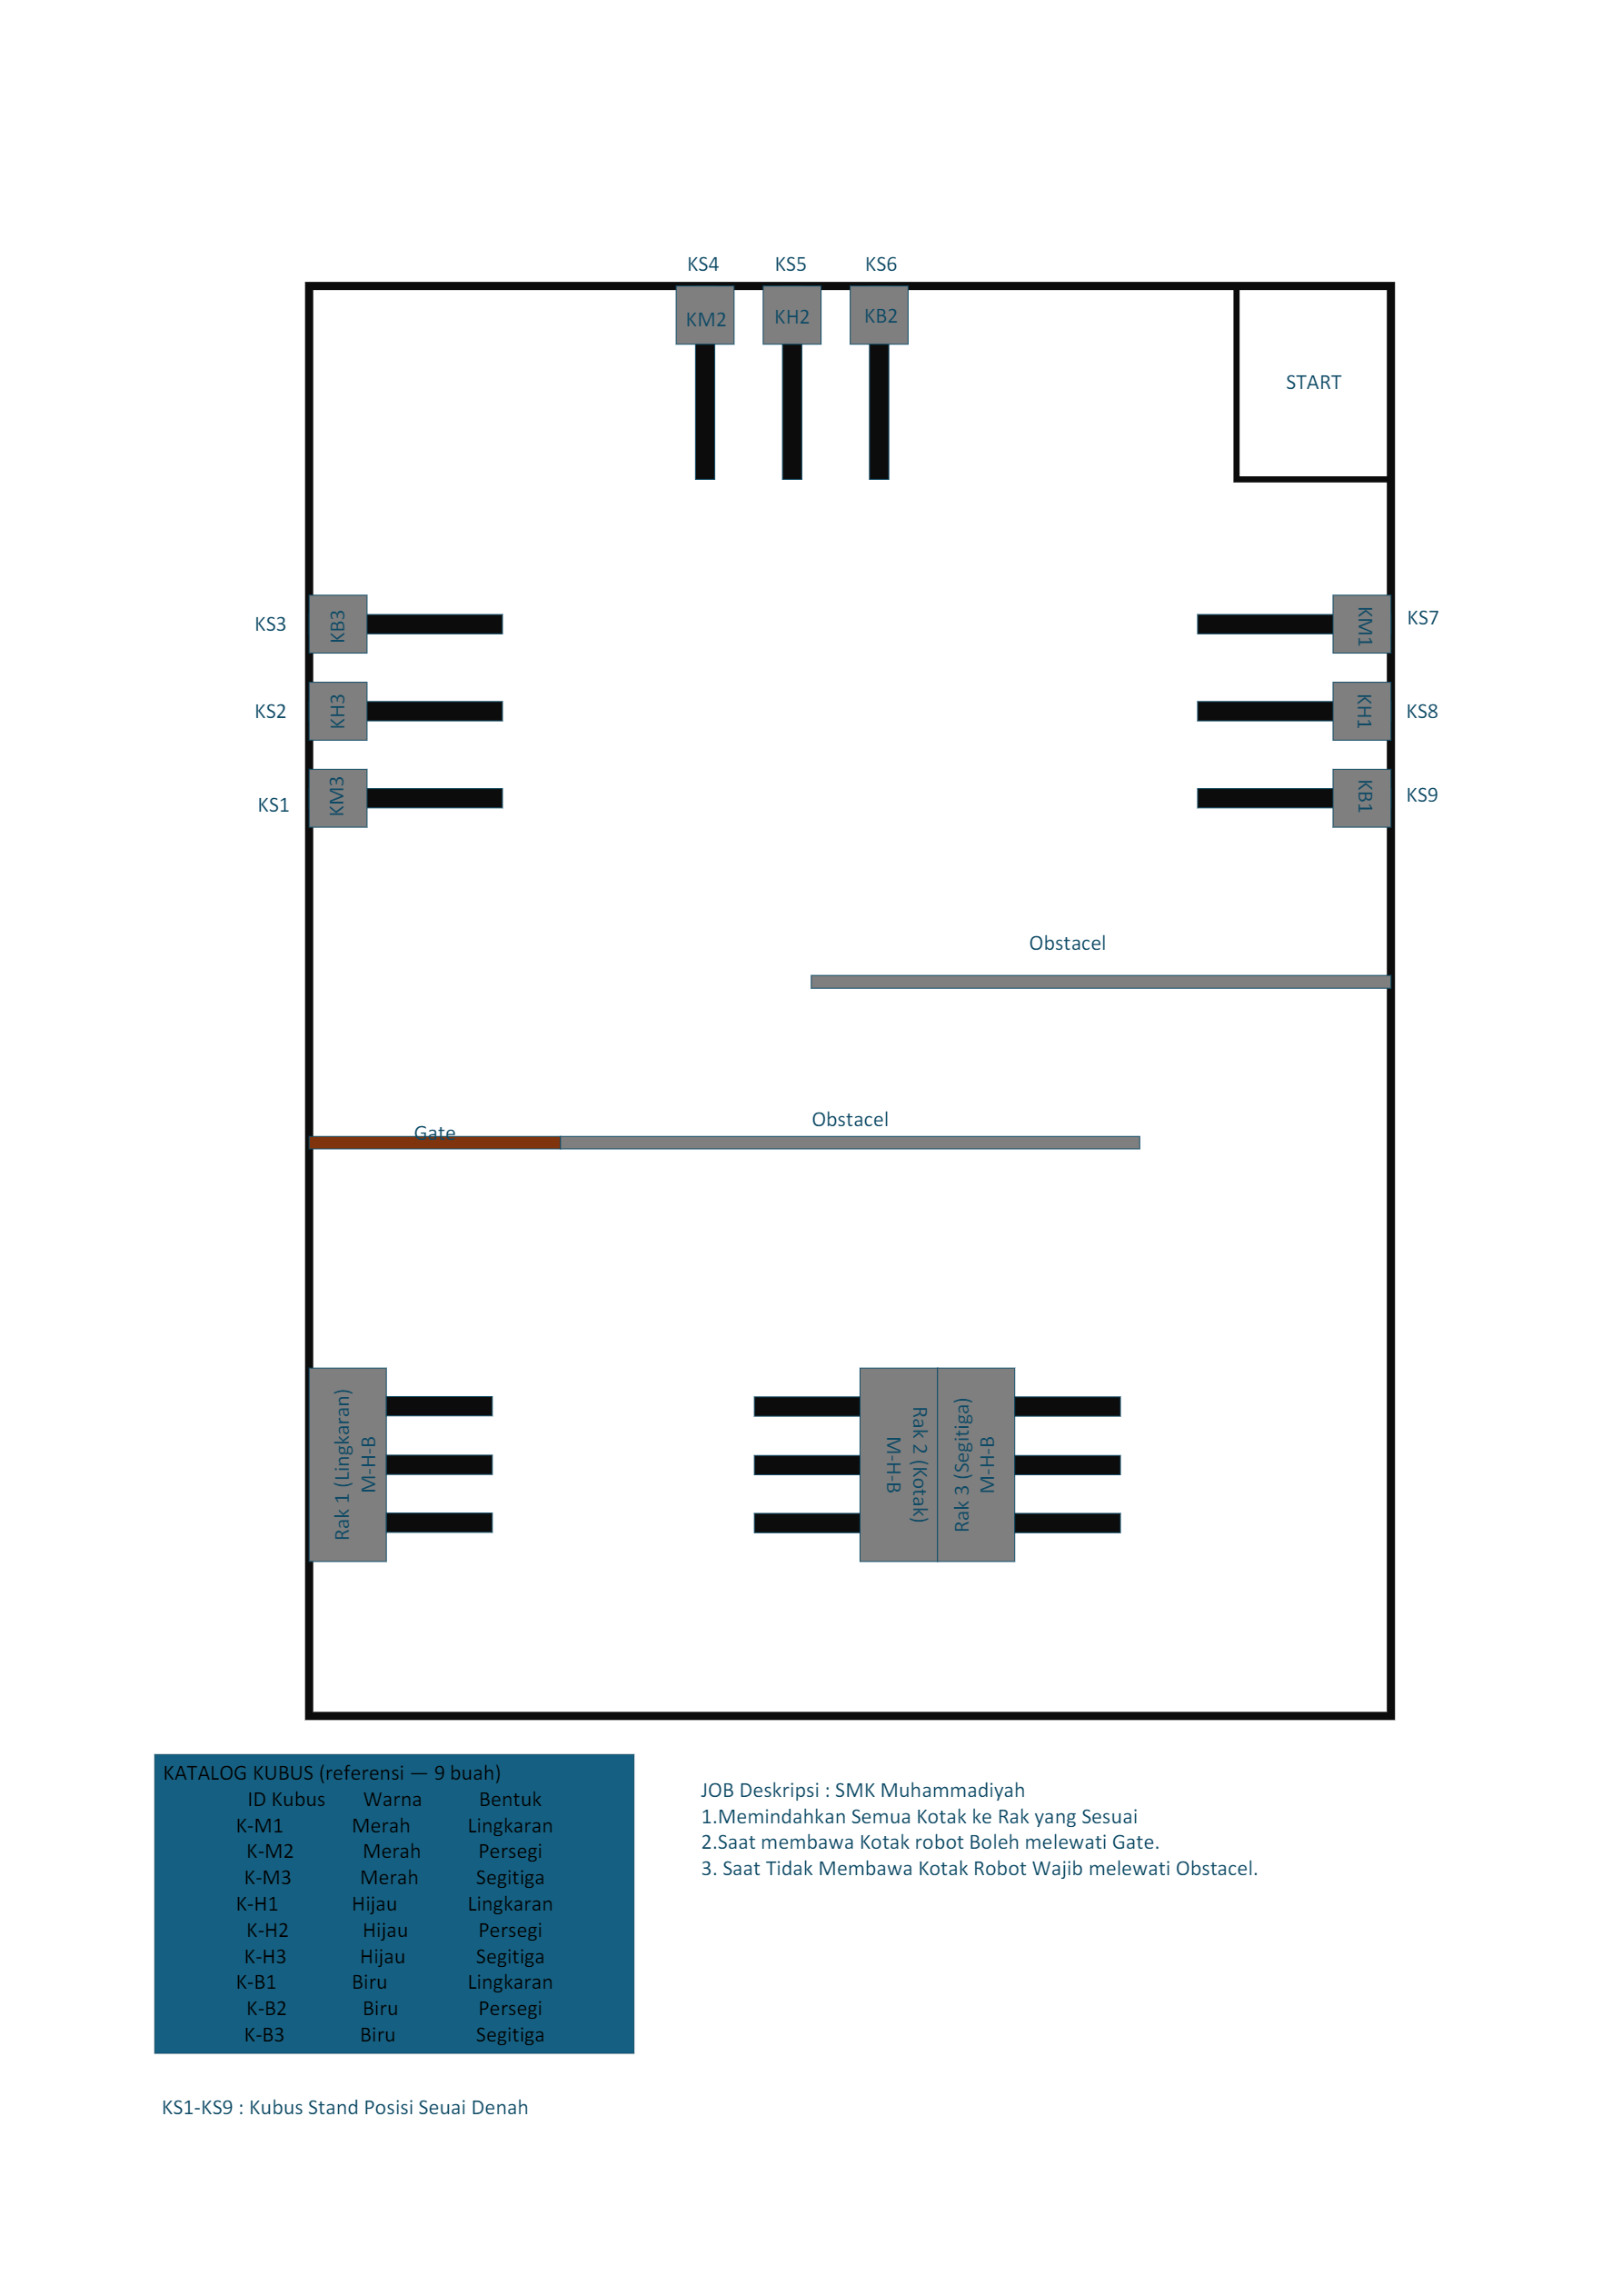 KS4 KS5 KS6
KM2 KH2 KB2
START
KS3 KB3 KM1 KS7
KS2 KH3 KH1 KS8
KS1 KM3 KB1 KS9
Obstacel
Gate Obstacel
Rak 1 (Lingkaran)
M-H-B
Rak 2 (Kotak)
M-H-B
Rak 3 (Segitiga)
M-H-B
KATALOG KUBUS (referensi — 9 buah)
ID Kubus Warna Bentuk
K-M1 Merah Lingkaran
K-M2 Merah Persegi
K-M3 Merah Segitiga
K-H1 Hijau Lingkaran
K-H2 Hijau Persegi
K-H3 Hijau Segitiga
K-B1 Biru Lingkaran
K-B2 Biru Persegi
K-B3 Biru Segitiga
JOB Deskripsi : SMK Muhammadiyah
1.Memindahkan Semua Kotak ke Rak yang Sesuai
2.Saat membawa Kotak robot Boleh melewati Gate.
3. Saat Tidak Membawa Kotak Robot Wajib melewati Obstacel.
KS1-KS9 : Kubus Stand Posisi Seuai Denah